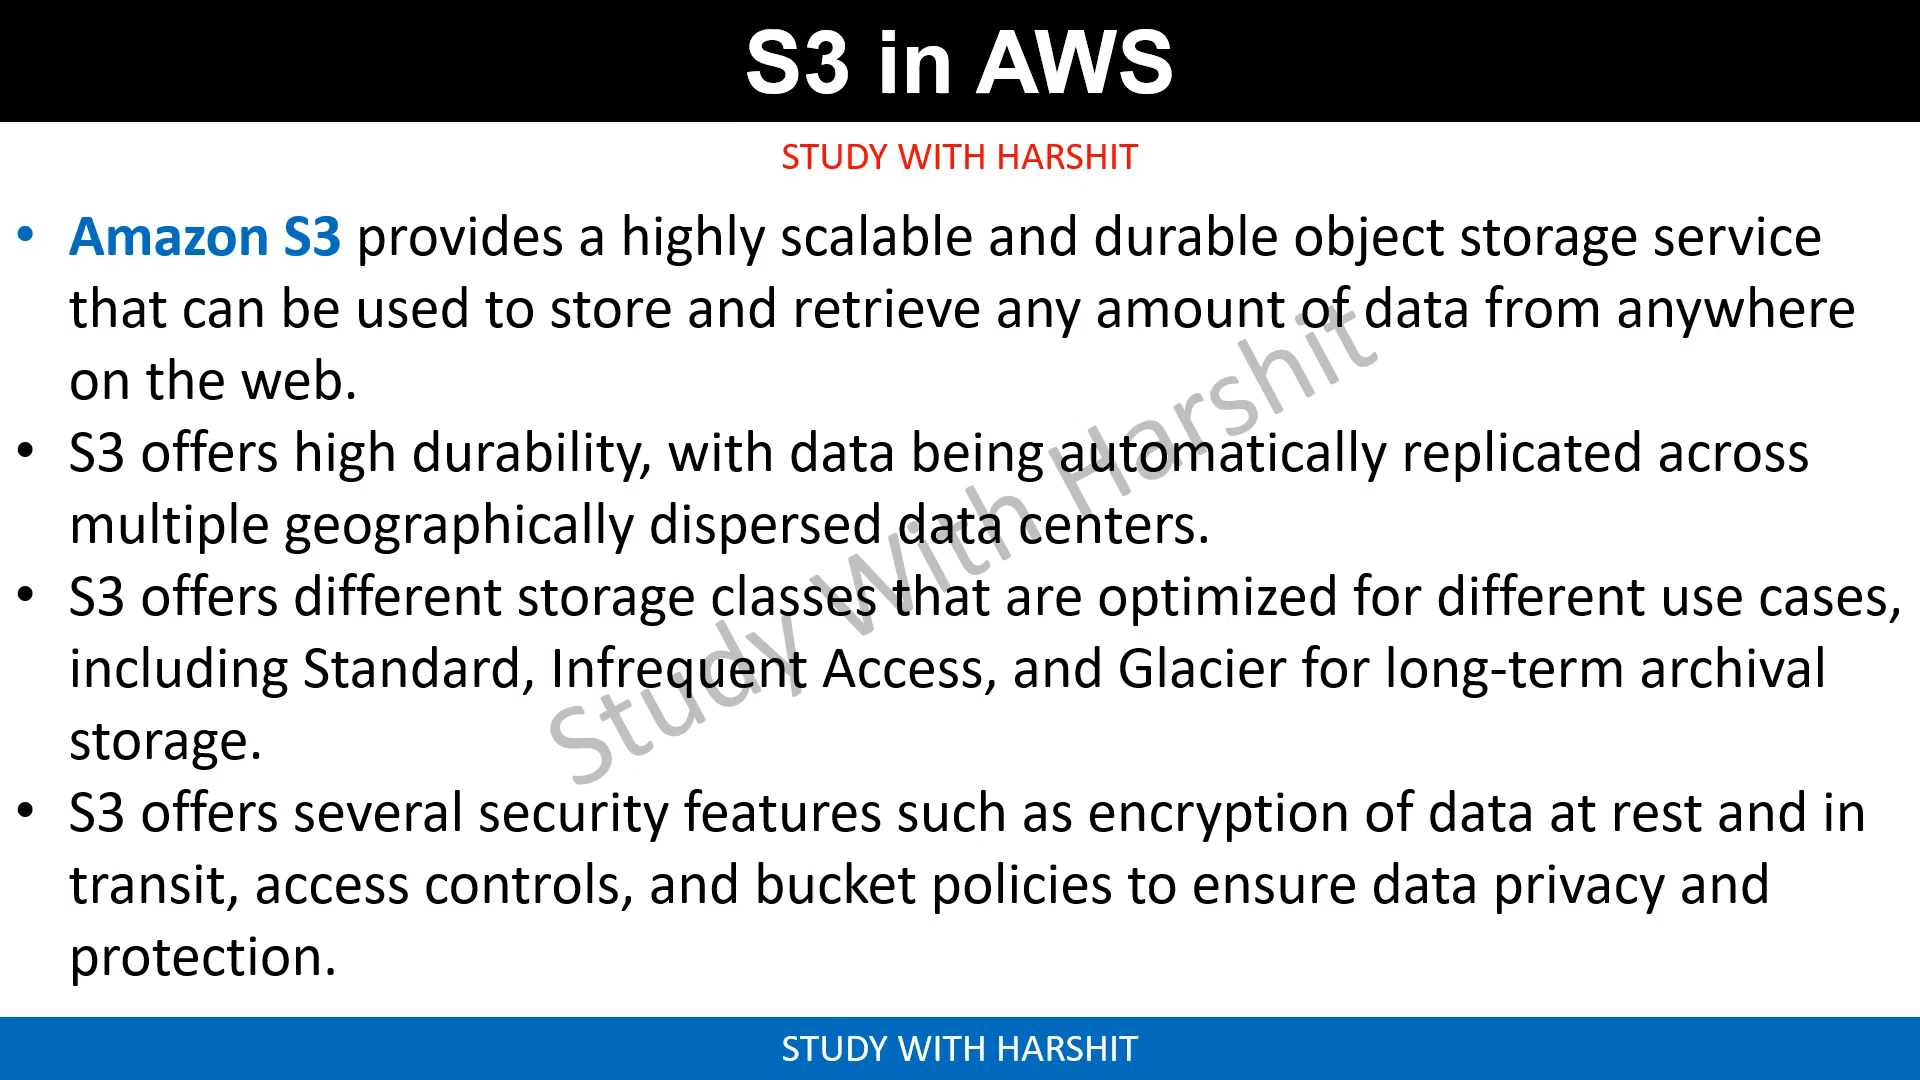 S3 in AWS
STUDY WITH HARSHIT
• Amazon S3 provides a highly scalable and durable object storage service
that can be used to store and retrieve any amount of data from anywhere
on the web.
• S3 offers high durability, with data being automatically replicated across
multiple geographically dispersed data centers.
• S3 offers different storage classes that are optimized for different use cases,
including Standard, Infrequent Access, and Glacier for long-term archival
storage.
• S3 offers several security features such as encryption of data at rest and in
transit, access controls, and bucket policies to ensure data privacy and
protection.
Study With Harshit
STUDY WITH HARSHIT